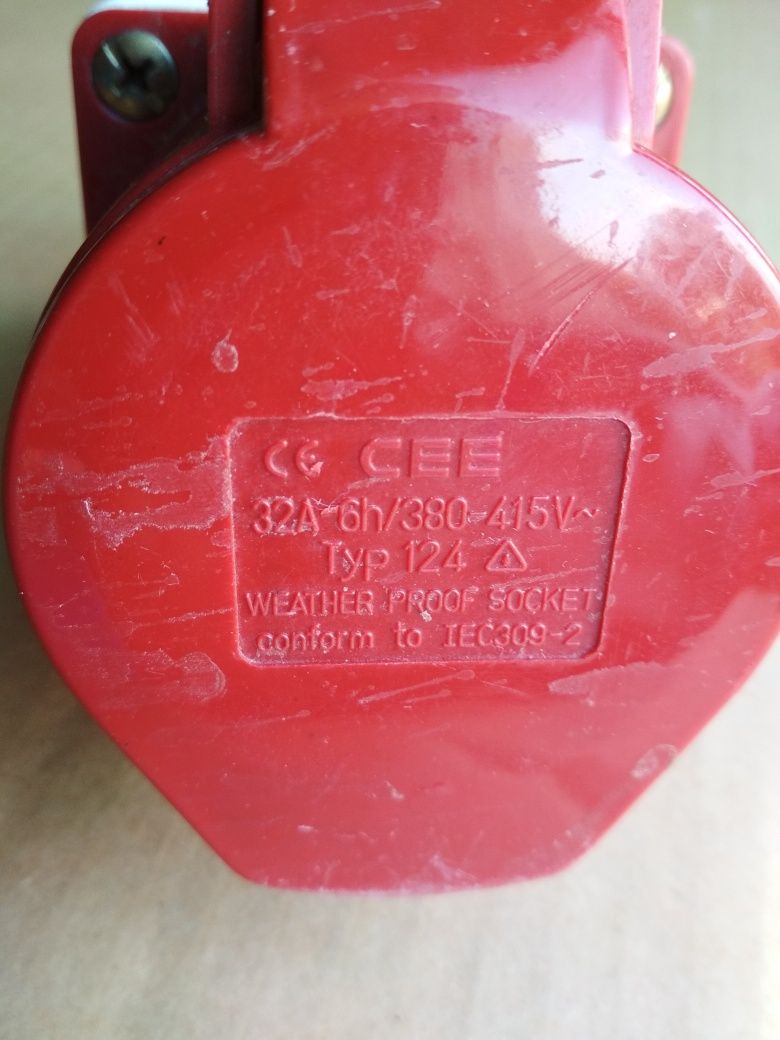 CE CEE
32A-6h/380-415V~
Typ 124
WEATHER PROOF SOCKET
conform to IEC309-2